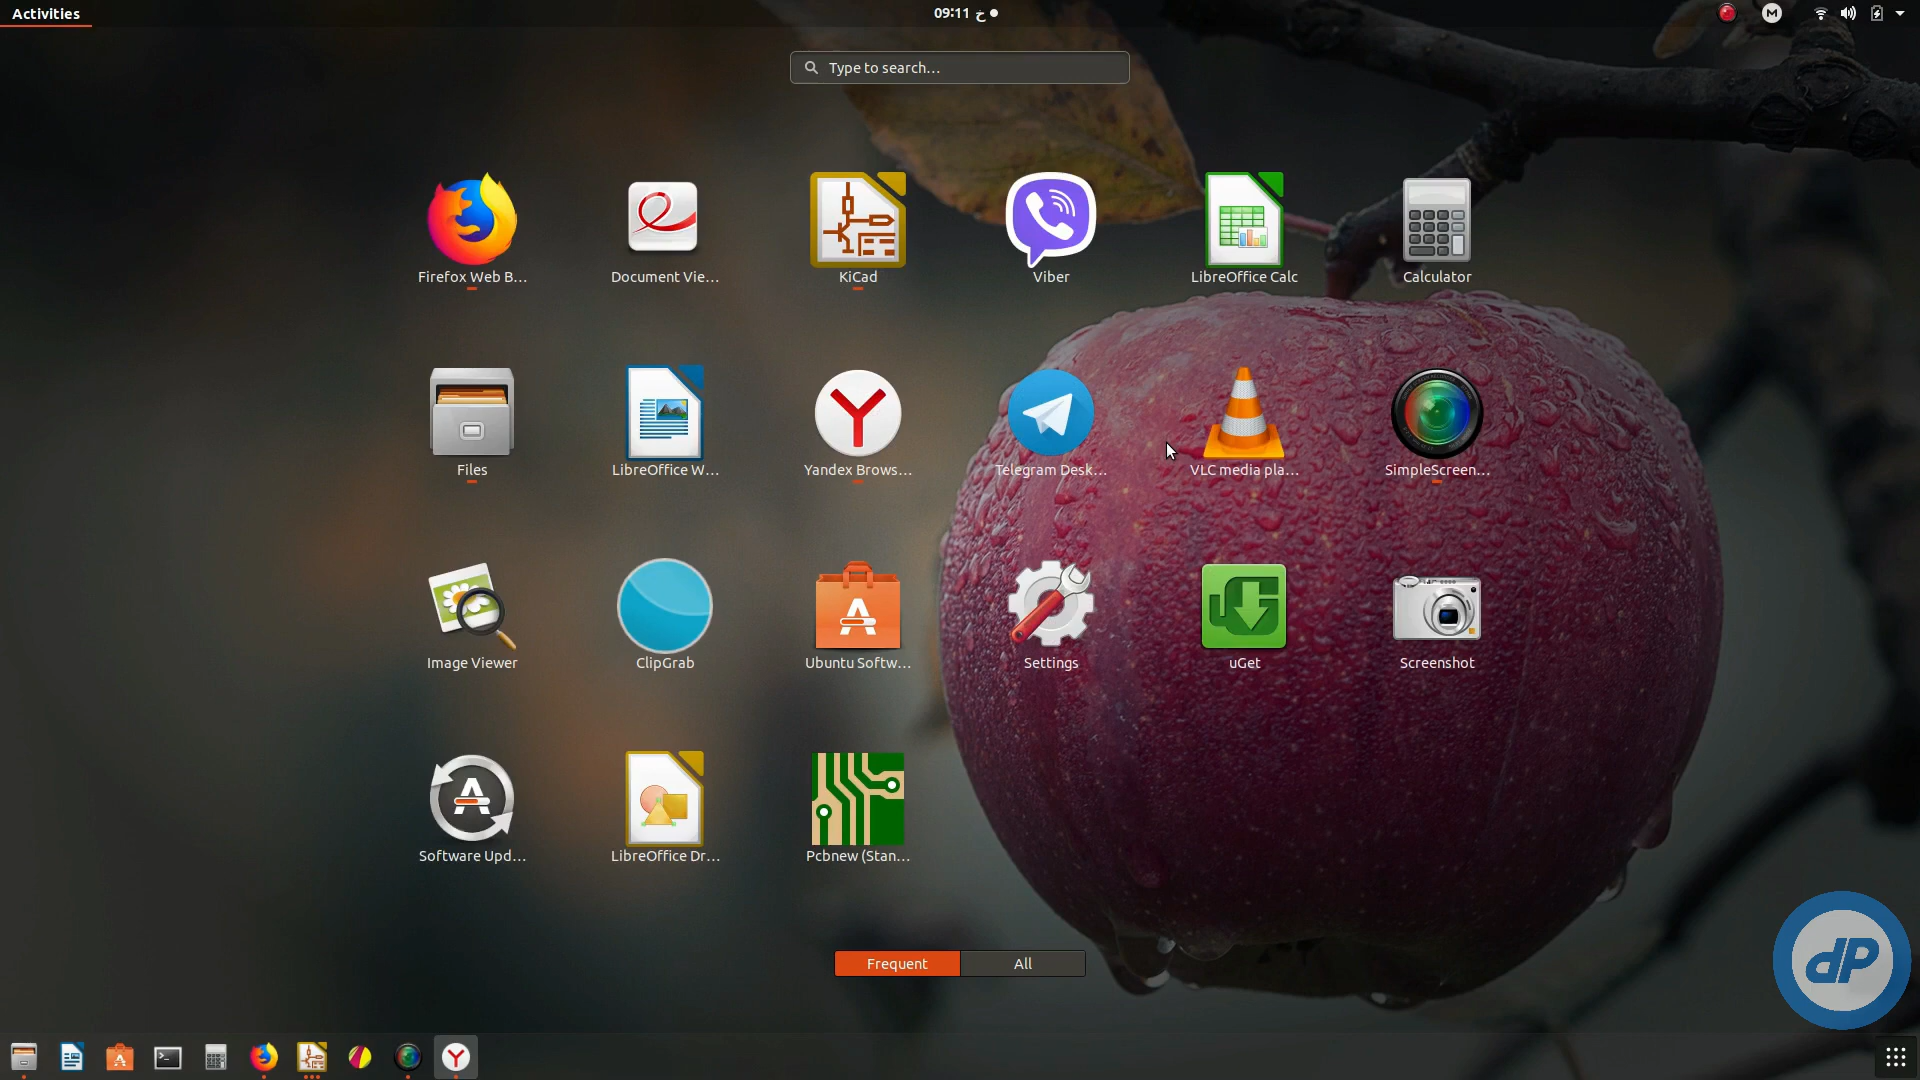 Activities
09:11 خ ●
M
Type to search...
Firefox Web B...
Document Vie...
KiCad
Viber
LibreOffice Calc
Calculator
Files
LibreOffice W...
Yandex Brows...
Telegram Desk...
VLC media pla...
SimpleScreen...
Image Viewer
ClipGrab
Ubuntu Softw...
Settings
uGet
Screenshot
Software Upd...
LibreOffice Dr...
Pcbnew (Stan...
Frequent
All
dP